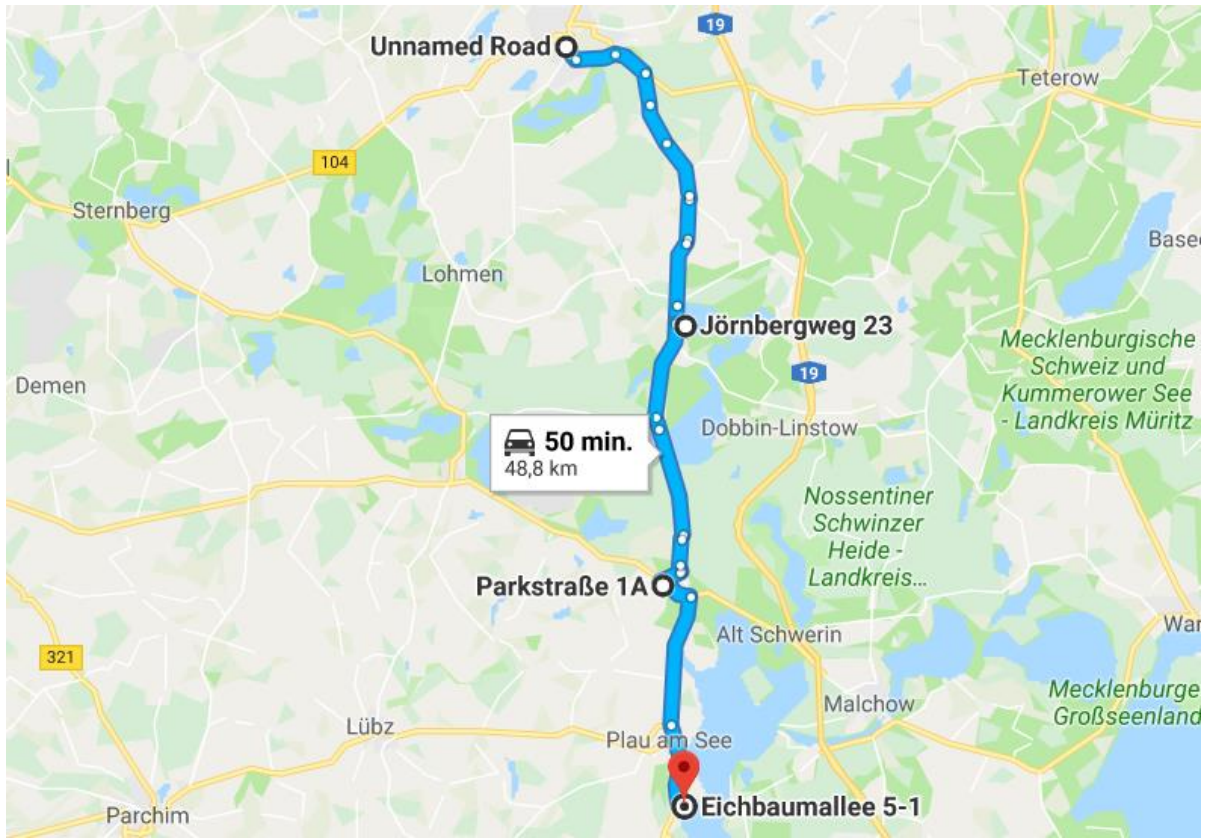 19
Unnamed Road
Teterow
104
Sternberg
Base
Lohmen
Jörnbergweg 23
Mecklenburgische
Schweiz und
Kummerower See
- Landkreis Müritz
19
Demen
Dobbin-Linstow
50 min.
48,8 km
Nossentiner
Schwinzer
Heide -
Landkreis...
Parkstraße 1A
Alt Schwerin
War
321
Mecklenburge
Großseenland
Malchow
Lübz
Plau am See
Eichbaumallee 5-1
Parchim